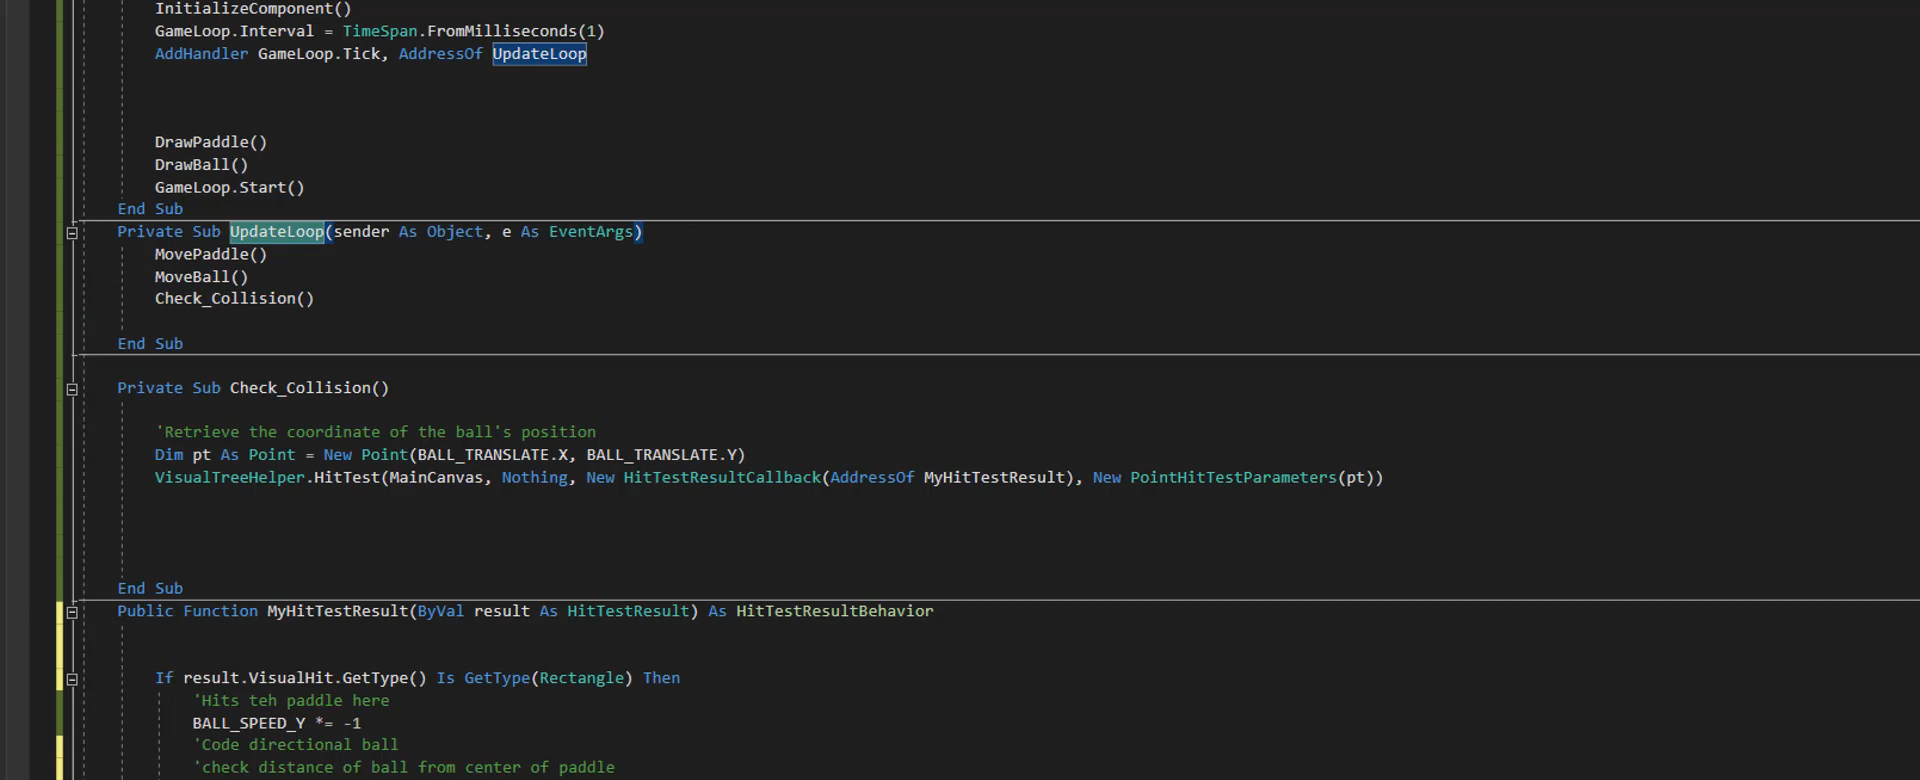 InitializeComponent()
GameLoop.Interval = TimeSpan.FromMilliseconds(1)
AddHandler GameLoop.Tick, AddressOf UpdateLoop
DrawPaddle()
DrawBall()
GameLoop.Start()
End Sub
Private Sub UpdateLoop(sender As Object, e As EventArgs)
MovePaddle()
MoveBall()
Check_Collision()
End Sub
Private Sub Check_Collision()
'Retrieve the coordinate of the ball's position
Dim pt As Point = New Point(BALL_TRANSLATE.X, BALL_TRANSLATE.Y)
VisualTreeHelper.HitTest(MainCanvas, Nothing, New HitTestResultCallback(AddressOf MyHitTestResult), New PointHitTestParameters(pt))
End Sub
Public Function MyHitTestResult(ByVal result As HitTestResult) As HitTestResultBehavior
If result.VisualHit.GetType() Is GetType(Rectangle) Then
'Hits teh paddle here
BALL_SPEED_Y *= -1
'Code directional ball
'check distance of ball from center of paddle